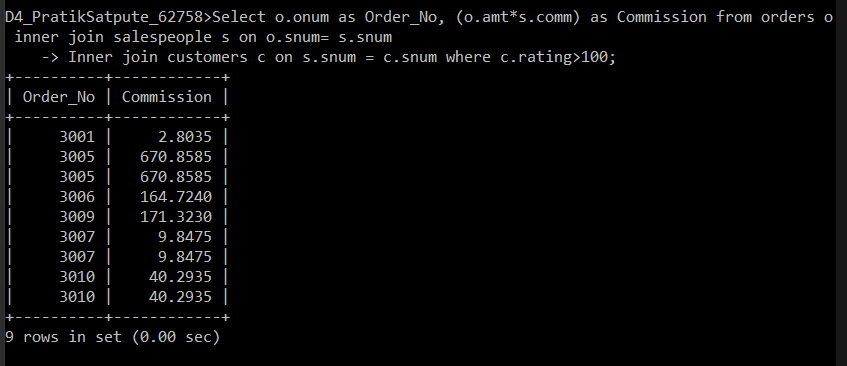 D4_PratikSatpute_62758>Select o.onum as Order_No, (o.amt*s.comm) as Commission from orders o
 inner join salespeople s on o.snum= s.snum
    -> Inner join customers c on s.snum = c.snum where c.rating>100;
+----------+------------+
| Order_No | Commission |
+----------+------------+
|     3001 |     2.8035 |
|     3005 |   670.8585 |
|     3005 |   670.8585 |
|     3006 |   164.7240 |
|     3009 |   171.3230 |
|     3007 |     9.8475 |
|     3007 |     9.8475 |
|     3010 |    40.2935 |
|     3010 |    40.2935 |
+----------+------------+
9 rows in set (0.00 sec)